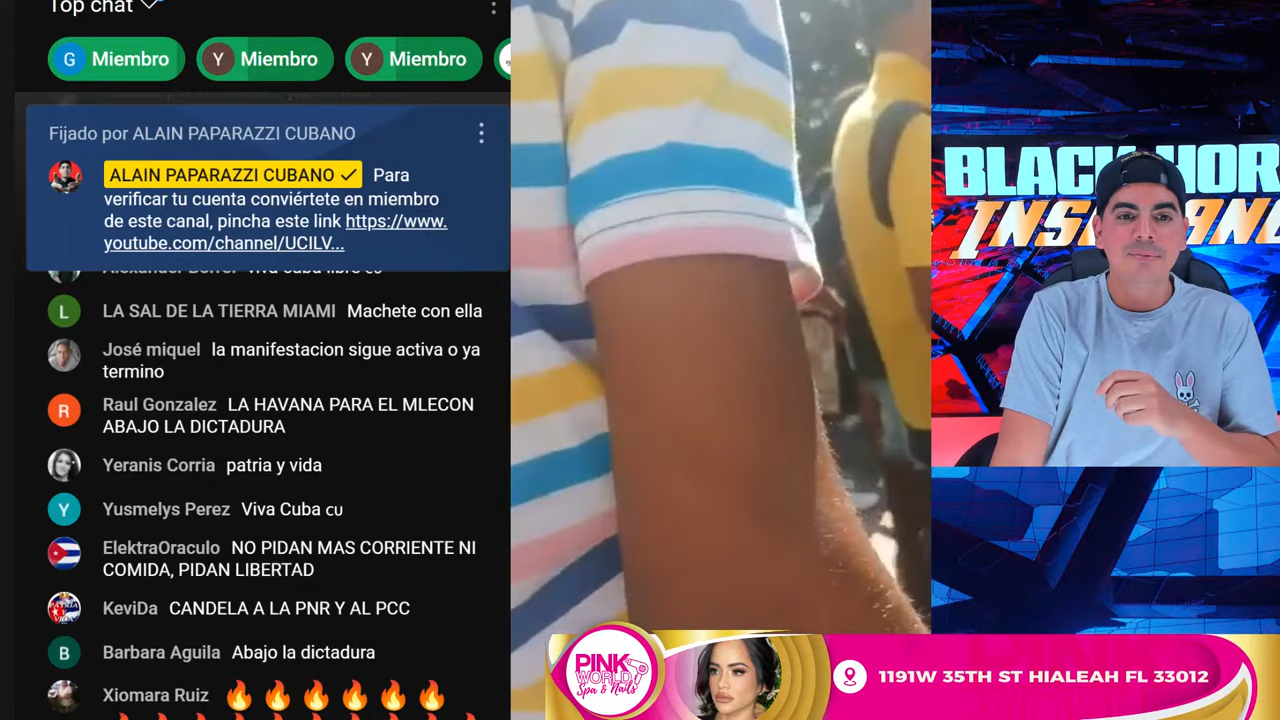 Top chat
G Miembro
Y Miembro
Y Miembro
Fijado por ALAIN PAPARAZZI CUBANO
ALAIN PAPARAZZI CUBANO Para
verificar tu cuenta conviértete en miembro
de este canal, pincha este link https://www.
youtube.com/channel/UCILV...
L LA SAL DE LA TIERRA MIAMI Machete con ella
José miquel la manifestacion sigue activa o ya
termino
R Raul Gonzalez LA HAVANA PARA EL MLECON
ABAJO LA DICTADURA
Yeranis Corria patria y vida
Y Yusmelys Perez Viva Cuba cu
ElektraOraculo NO PIDAN MAS CORRIENTE NI
COMIDA, PIDAN LIBERTAD
KeviDa CANDELA A LA PNR Y AL PCC
B Barbara Aguila Abajo la dictadura
Xiomara Ruiz 🔥🔥🔥🔥🔥🔥
BLACK HOR
PINK
WORLD
Spa & Nails
1191W 35TH ST HIALEAH FL 33012